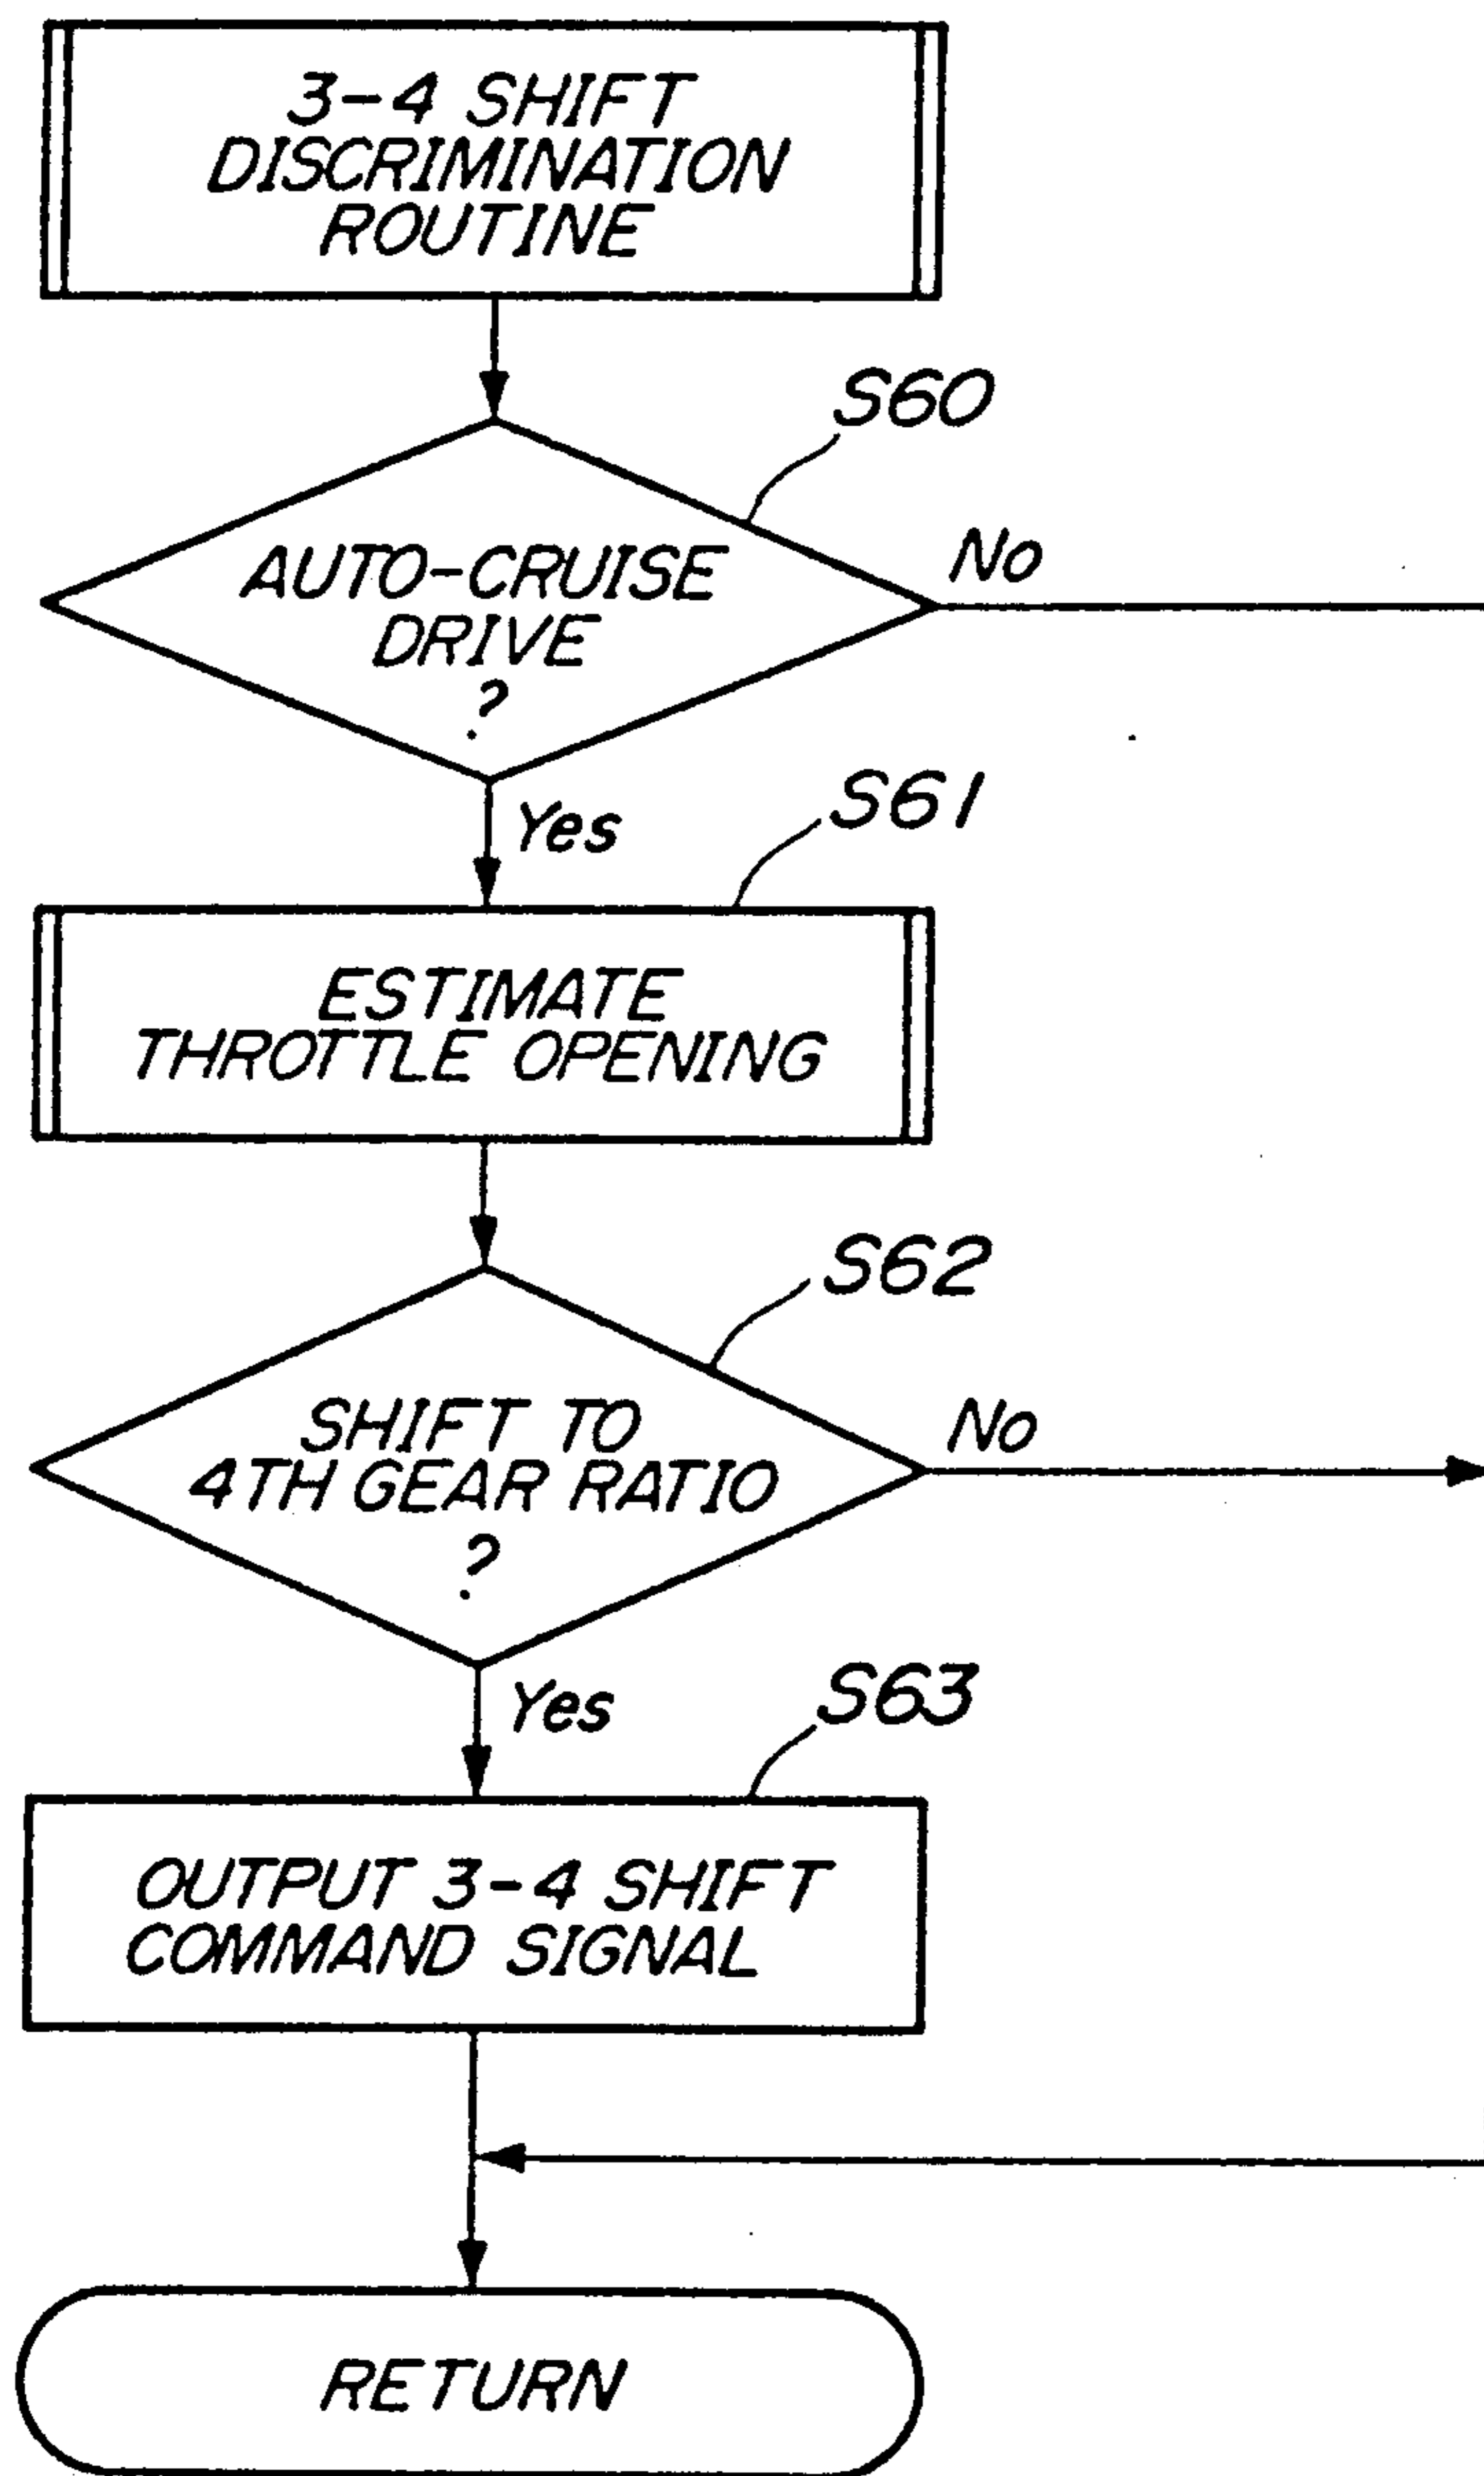 3-4 SHIFT
DISCRIMINATION
ROUTINE
S60
AUTO-CRUISE
DRIVE
?
No
Yes
S61
ESTIMATE
THROTTLE OPENING
S62
SHIFT TO
4TH GEAR RATIO
?
No
Yes
S63
OUTPUT 3-4 SHIFT
COMMAND SIGNAL
RETURN